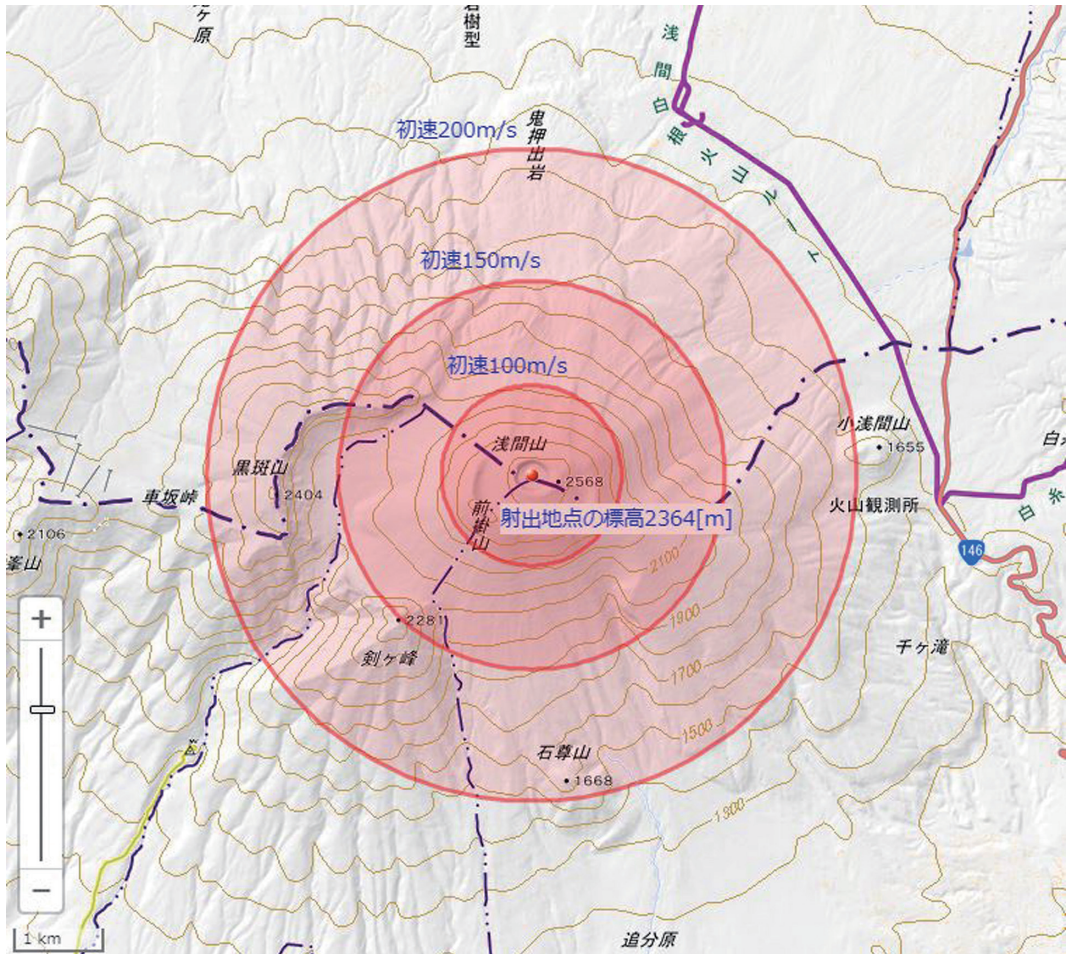 ヶ原
樹型
浅間白根火山ルート
初速200m/s
鬼押出岩
初速150m/s
初速100m/s
浅間山
小浅間山
1655
黒斑山
2404
2568
車坂峠
前掛山
射出地点の標高2364[m]
火山観測所
白糸
2106
峯山
146
2100
2281
1900
剣ヶ峰
千ヶ滝
1700
1500
石尊山
1668
1300
+
−
1 km
追分原